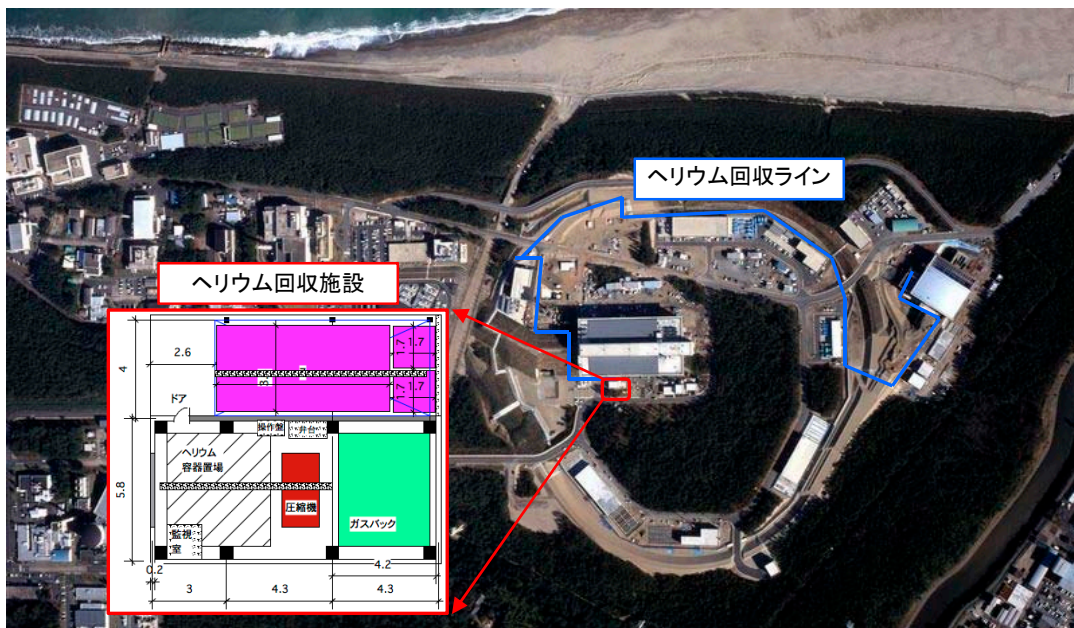 ヘリウム回収ライン
ヘリウム回収施設
2.6
1.7
1.7
4
1.7
1.7
ドア
操作盤
弁台
ヘリウム
容器置場
5.8
圧縮機
ガスバック
監視
室
4.2
0.2
3
4.3
4.3